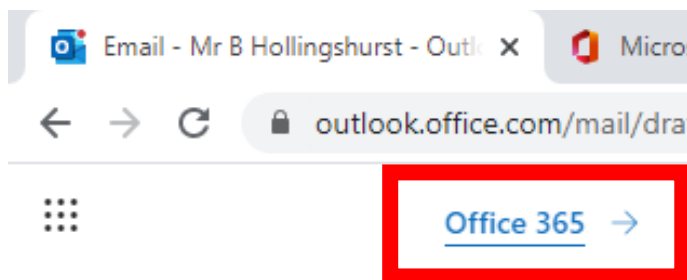 Email - Mr B Hollingshurst - Outl
Micro
outlook.office.com/mail/dra
Office 365 →